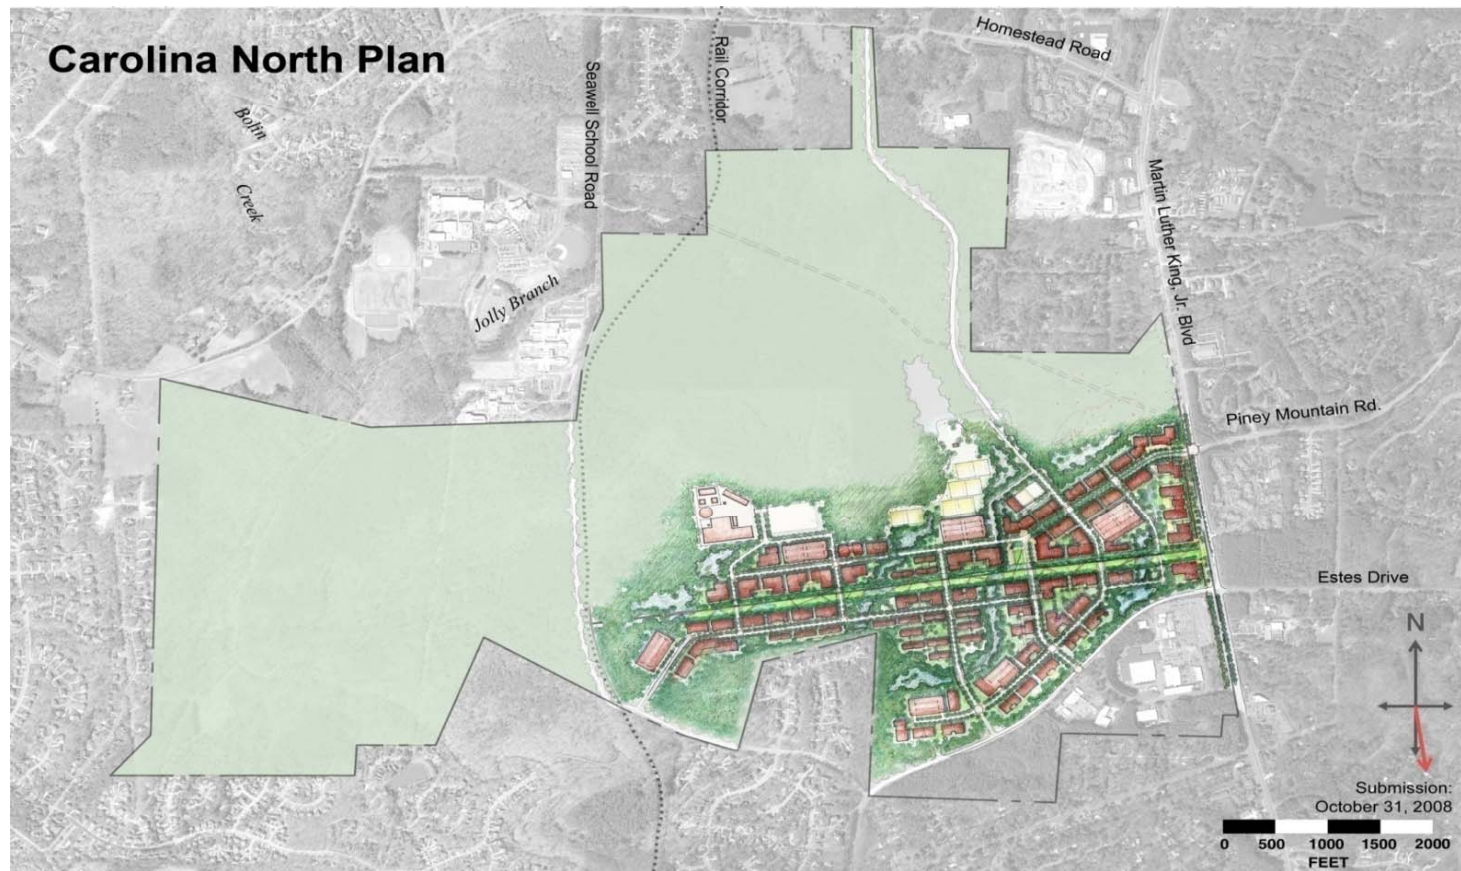 Carolina North Plan
Homestead Road
Rail Corridor
Seawell School Road
Bolin
Creek
Jolly Branch
Martin Luther King, Jr. Blvd
Piney Mountain Rd.
Estes Drive
N
Submission:
October 31, 2008
0 500 1000 1500 2000
FEET